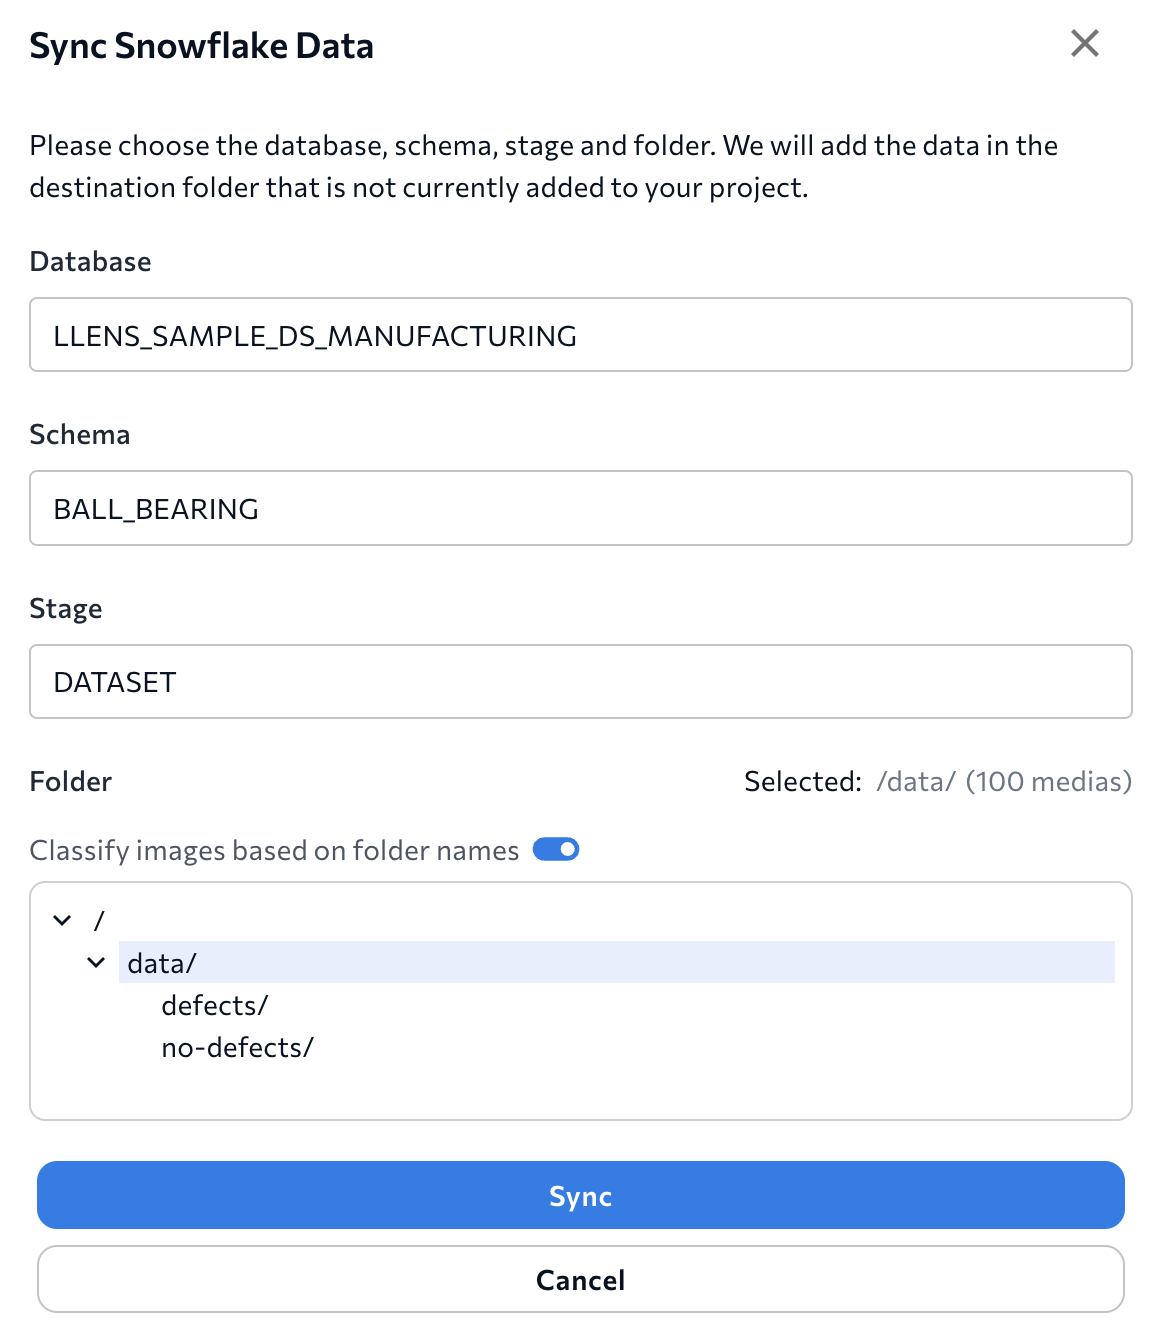 Sync Snowflake Data
Please choose the database, schema, stage and folder. We will add the data in the
destination folder that is not currently added to your project.
Database
LLENS_SAMPLE_DS_MANUFACTURING
Schema
BALL_BEARING
Stage
DATASET
Folder Selected: /data/ (100 medias)
Classify images based on folder names
/
data/
defects/
no-defects/
Sync
Cancel